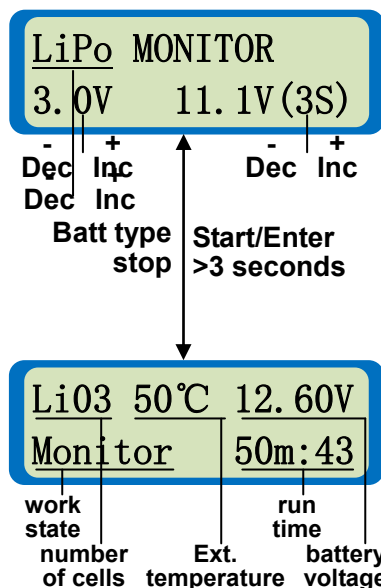 LiPo MONITOR
3.0V 11.1V(3S)
- + - +
Dec Inc Dec Inc
- +
Dec Inc
Batt type
stop
Start/Enter
>3 seconds
Li03 50℃ 12.60V
Monitor 50m:43
work
state
run
time
number
of cells
Ext.
temperature
battery
voltage